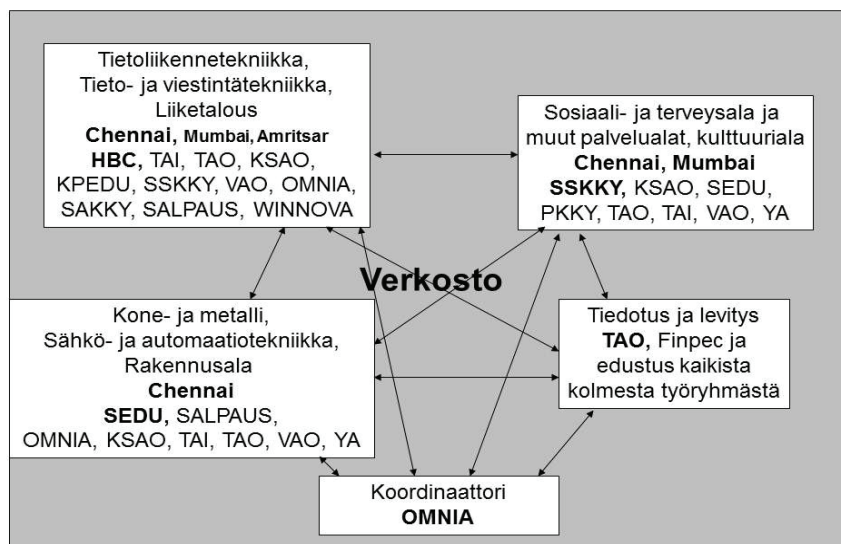 Tietoliikennetekniikka,
Tieto- ja viestintätekniikka,
Liiketalous
Chennai, Mumbai, Amritsar
HBC, TAI, TAO, KSAO,
KPEDU, SSKKY, VAO, OMNIA,
SAKKY, SALPAUS, WINNOVA
Sosiaali- ja terveysala ja
muut palvelualat, kulttuuriala
Chennai, Mumbai
SSKKY, KSAO, SEDU,
PKKY, TAO, TAI, VAO, YA
Verkosto
Kone- ja metalli,
Sähkö- ja automaatiotekniikka,
Rakennusala
Chennai
SEDU, SALPAUS,
OMNIA, KSAO, TAI, TAO, VAO, YA
Tiedotus ja levitys
TAO, Finpec ja
edustus kaikista
kolmesta työryhmästä
Koordinaattori
OMNIA